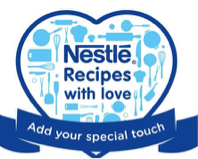 Nestlé®
Recipes
with love
Add your special touch